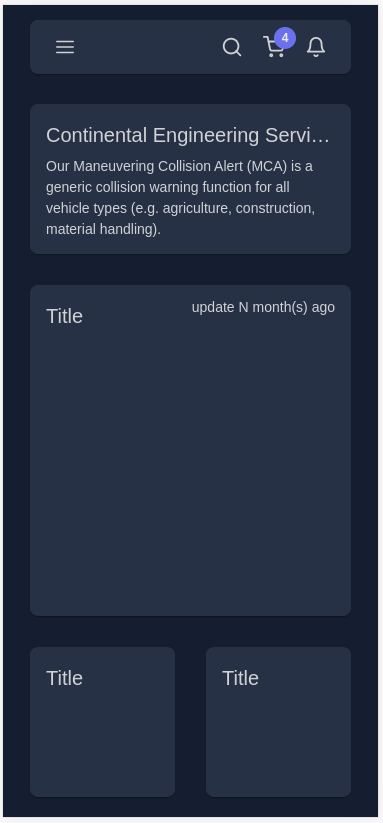 4
Continental Engineering Servi...
Our Maneuvering Collision Alert (MCA) is a
generic collision warning function for all
vehicle types (e.g. agriculture, construction,
material handling).
Title
update N month(s) ago
Title
Title